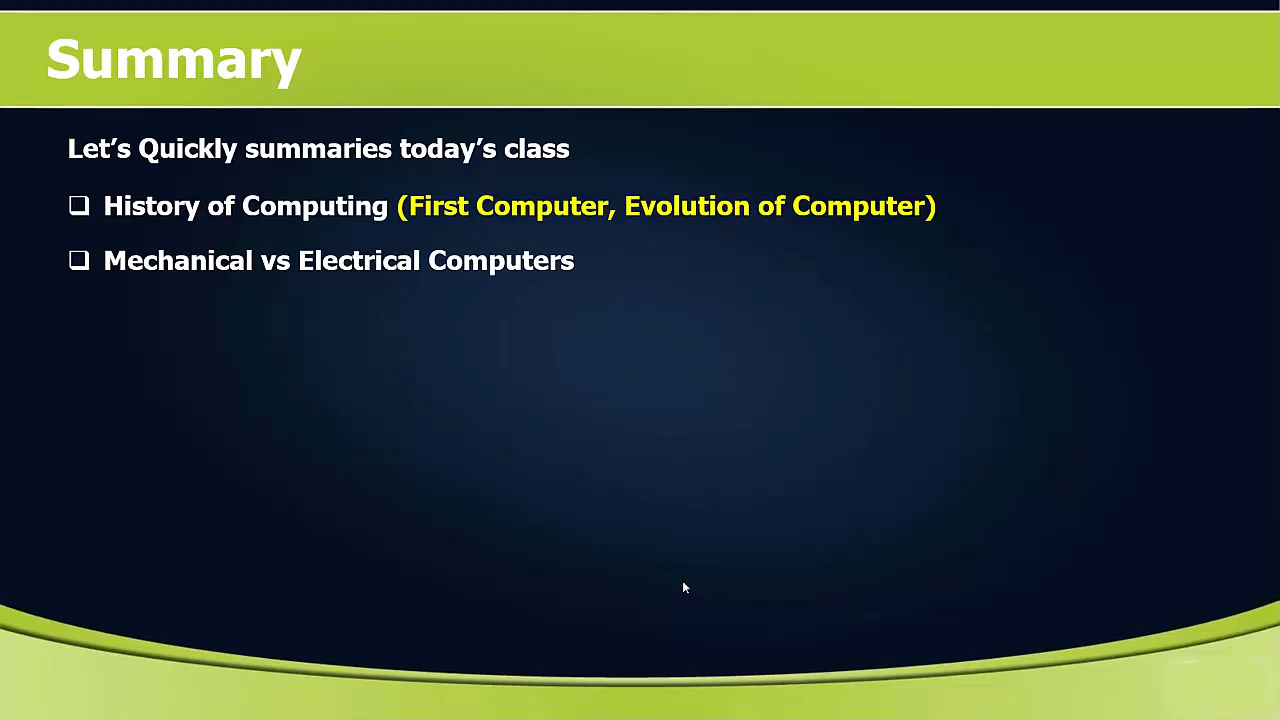 Summary
Let’s Quickly summaries today’s class
History of Computing (First Computer, Evolution of Computer)
Mechanical vs Electrical Computers